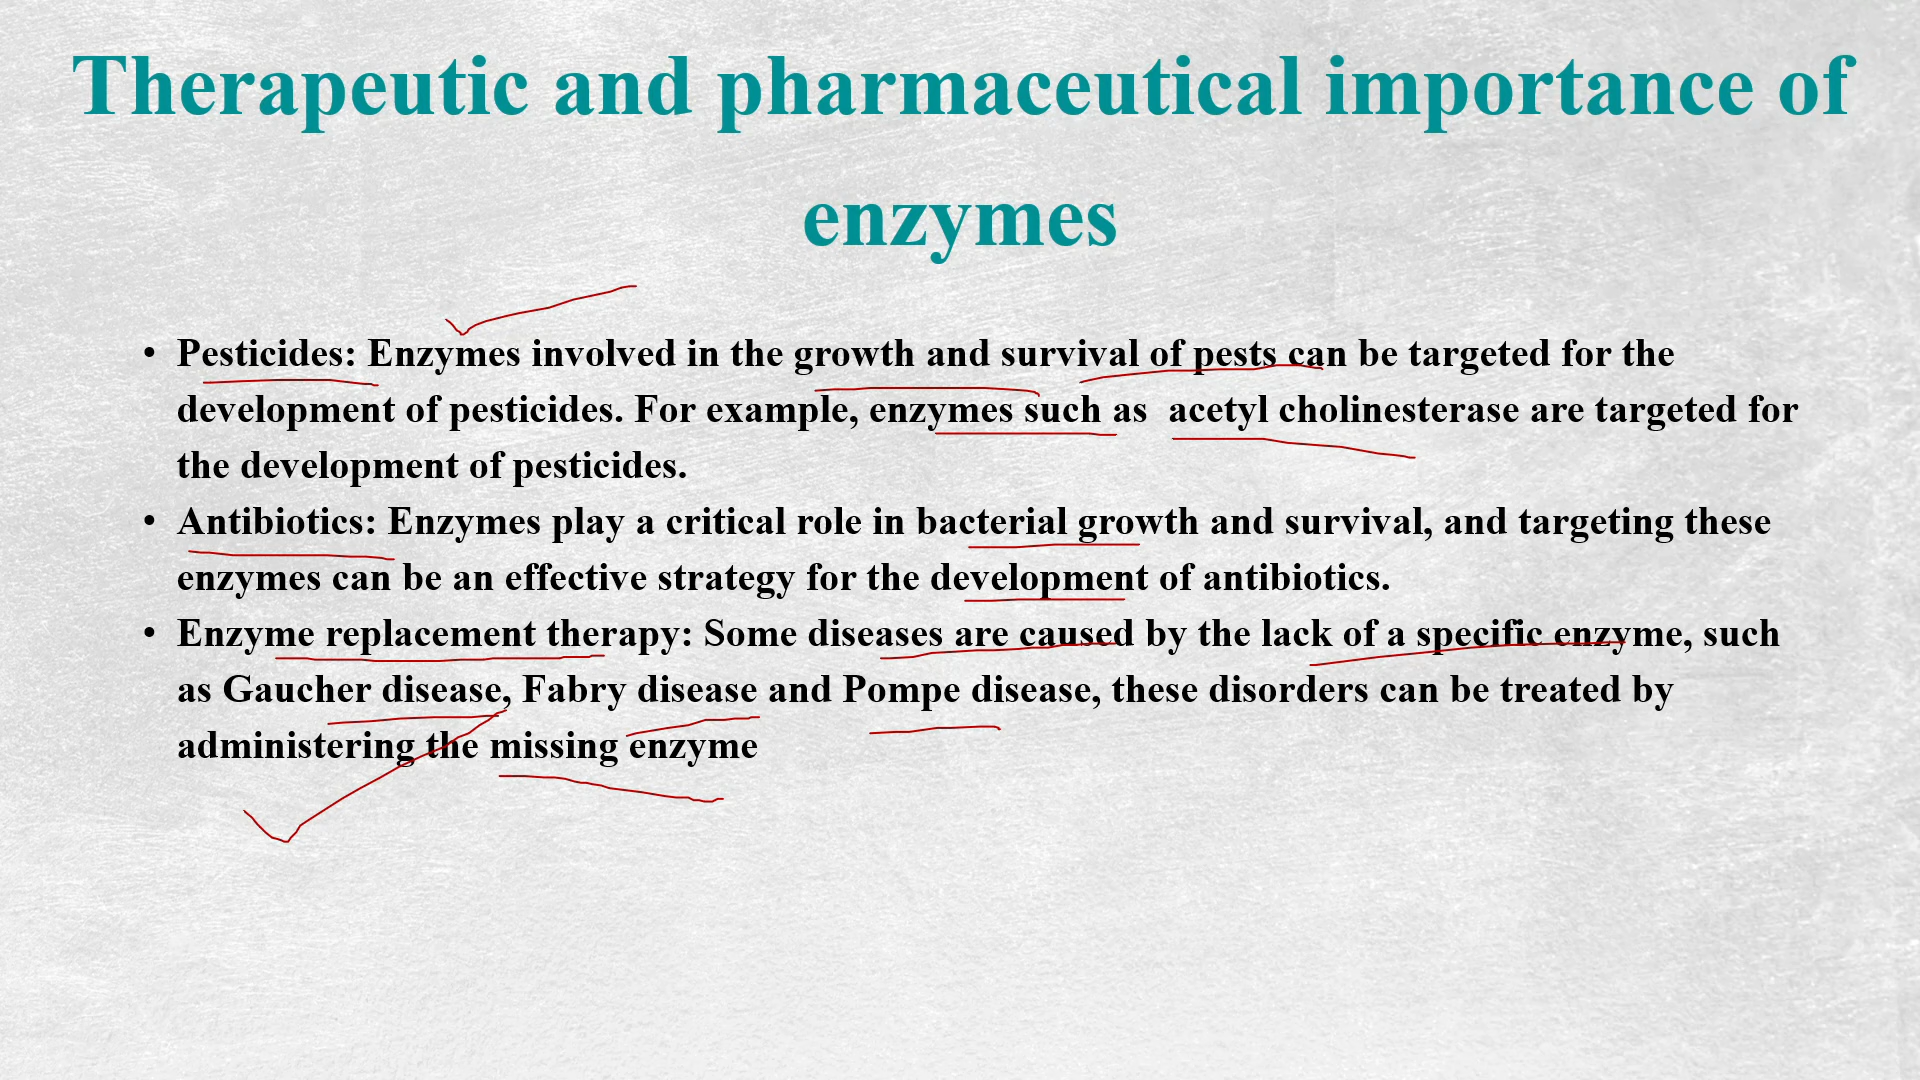 Therapeutic and pharmaceutical importance of
enzymes
• Pesticides: Enzymes involved in the growth and survival of pests can be targeted for the
development of pesticides. For example, enzymes such as  acetyl cholinesterase are targeted for
the development of pesticides.
• Antibiotics: Enzymes play a critical role in bacterial growth and survival, and targeting these
enzymes can be an effective strategy for the development of antibiotics.
• Enzyme replacement therapy: Some diseases are caused by the lack of a specific enzyme, such
as Gaucher disease, Fabry disease and Pompe disease, these disorders can be treated by
administering the missing enzyme